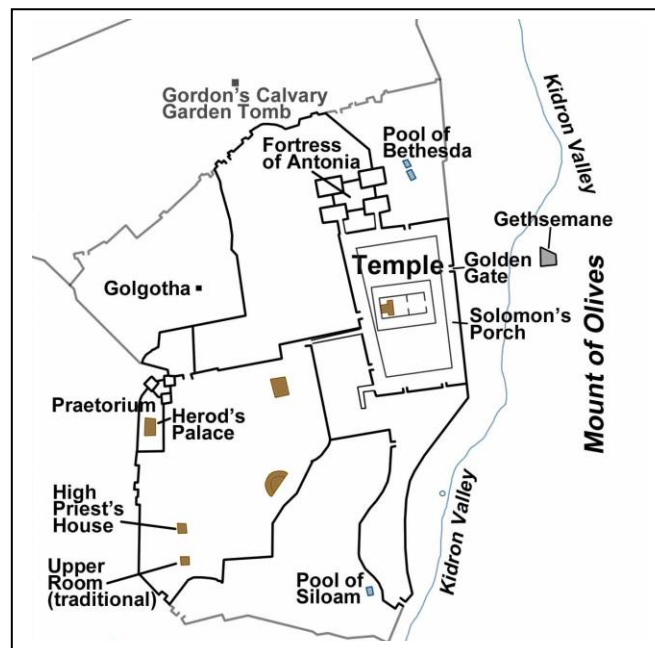 Gordon's Calvary
Garden Tomb
Fortress
of Antonia
Pool of
Bethesda
Kidron Valley
Gethsemane
Temple
Golden
Gate
Golgotha
Solomon's
Porch
Mount of Olives
Praetorium
Herod's
Palace
High
Priest's
House
Upper
Room
(traditional)
Pool of
Siloam
Kidron Valley